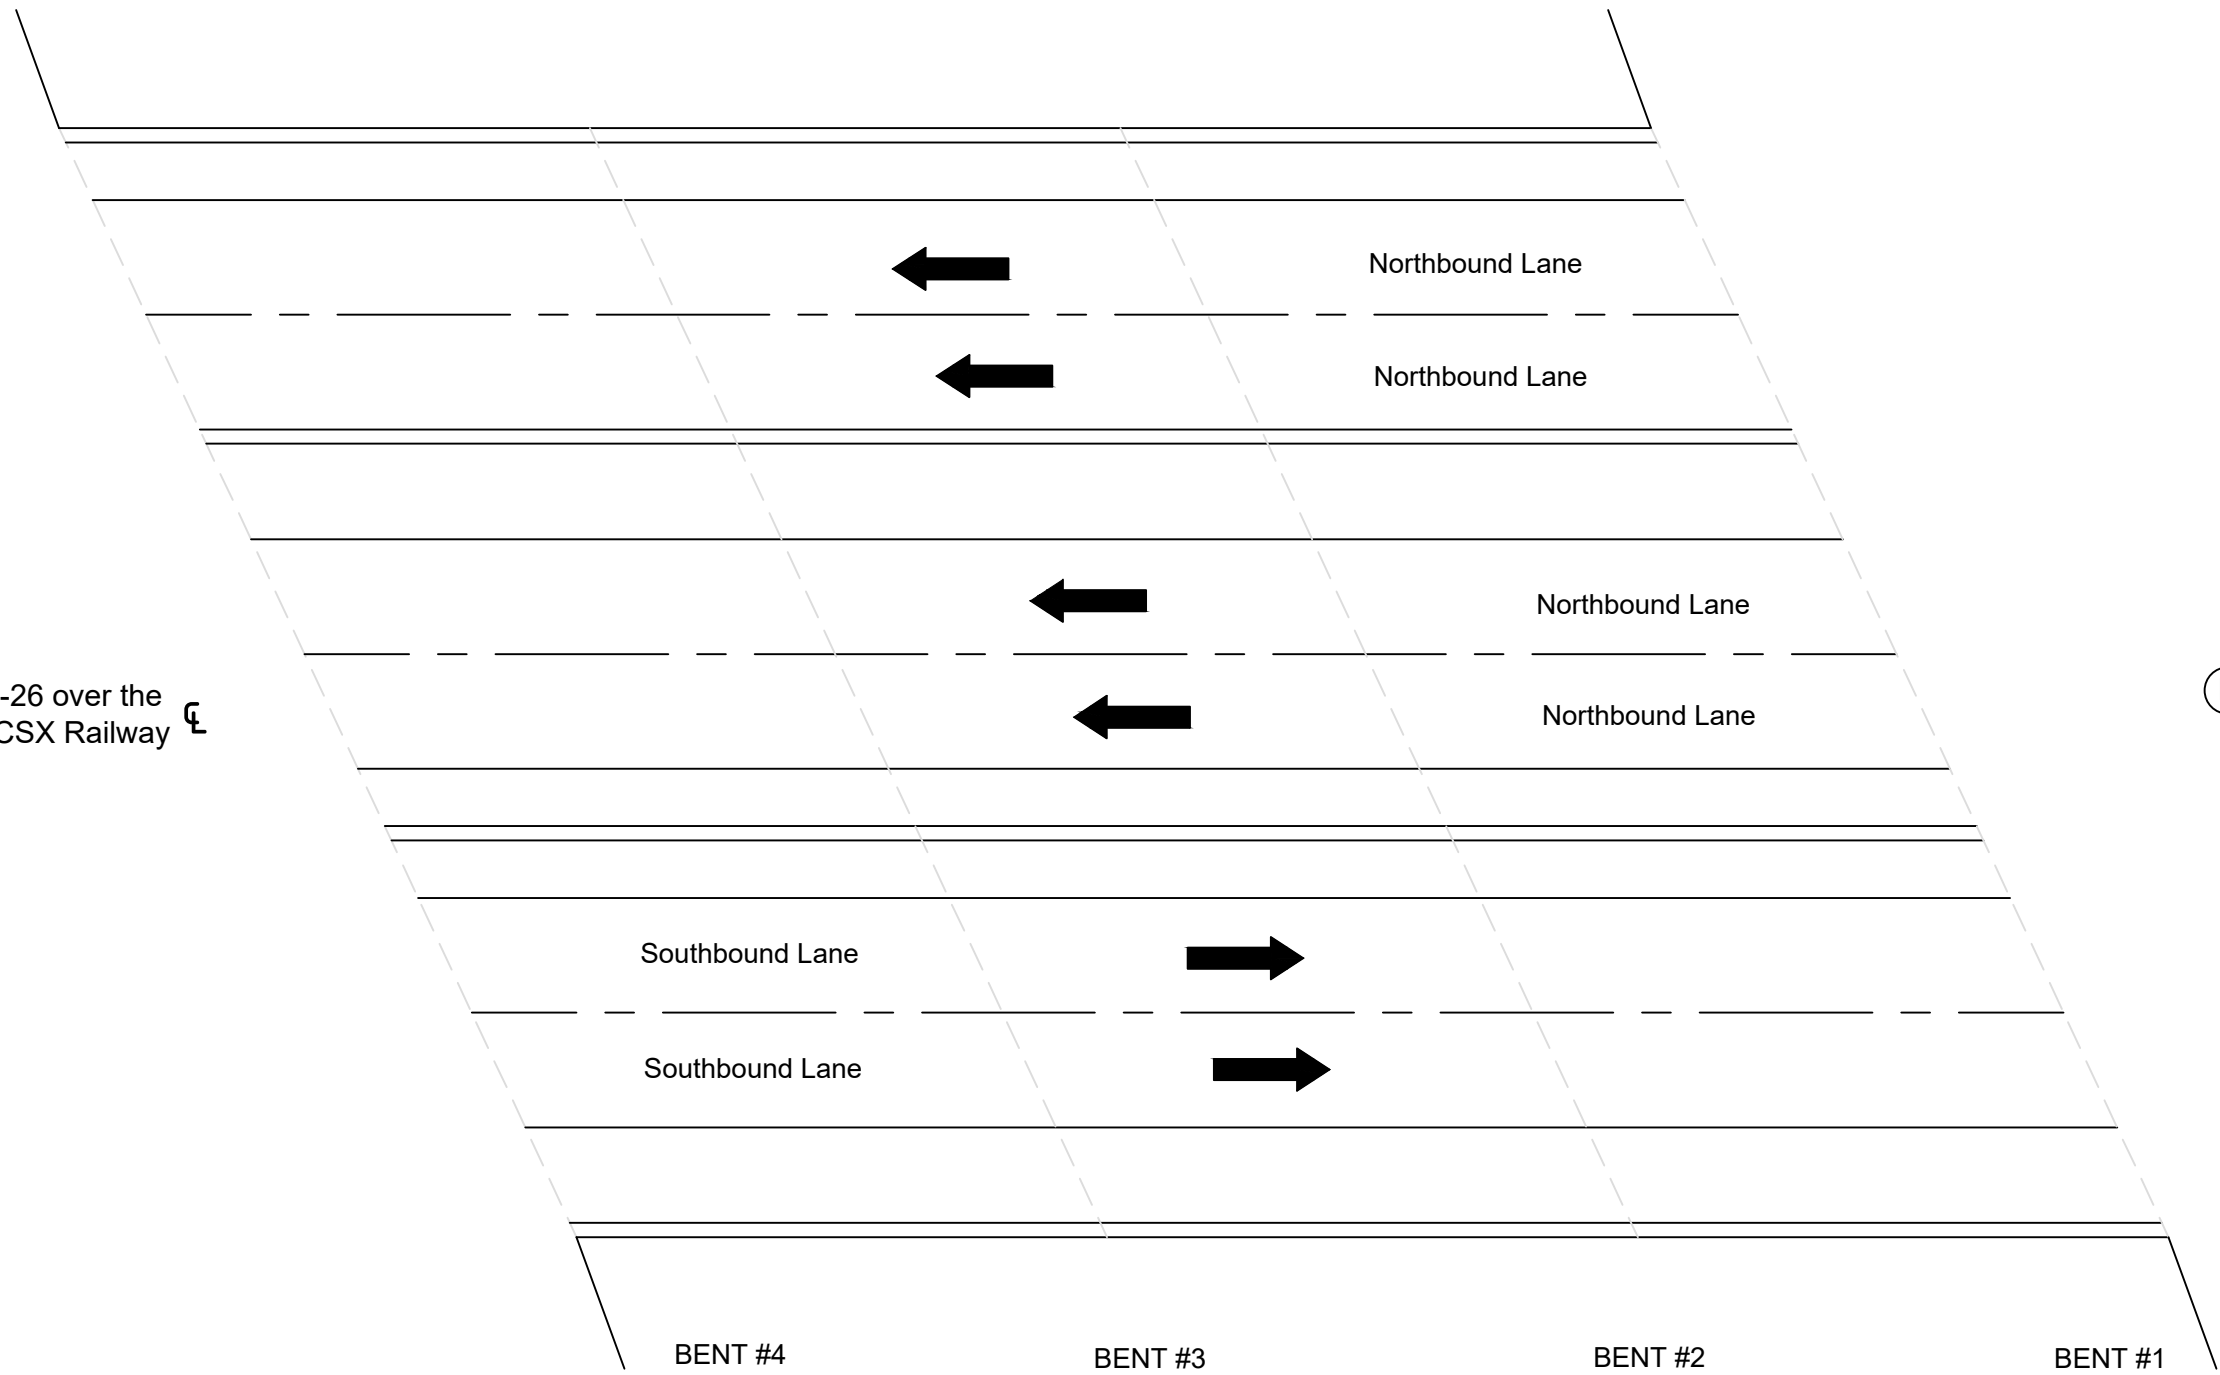 Northbound Lane
Northbound Lane
Northbound Lane
-26 over the
CSX Railway ℄
Northbound Lane
Southbound Lane
Southbound Lane
BENT #4
BENT #3
BENT #2
BENT #1